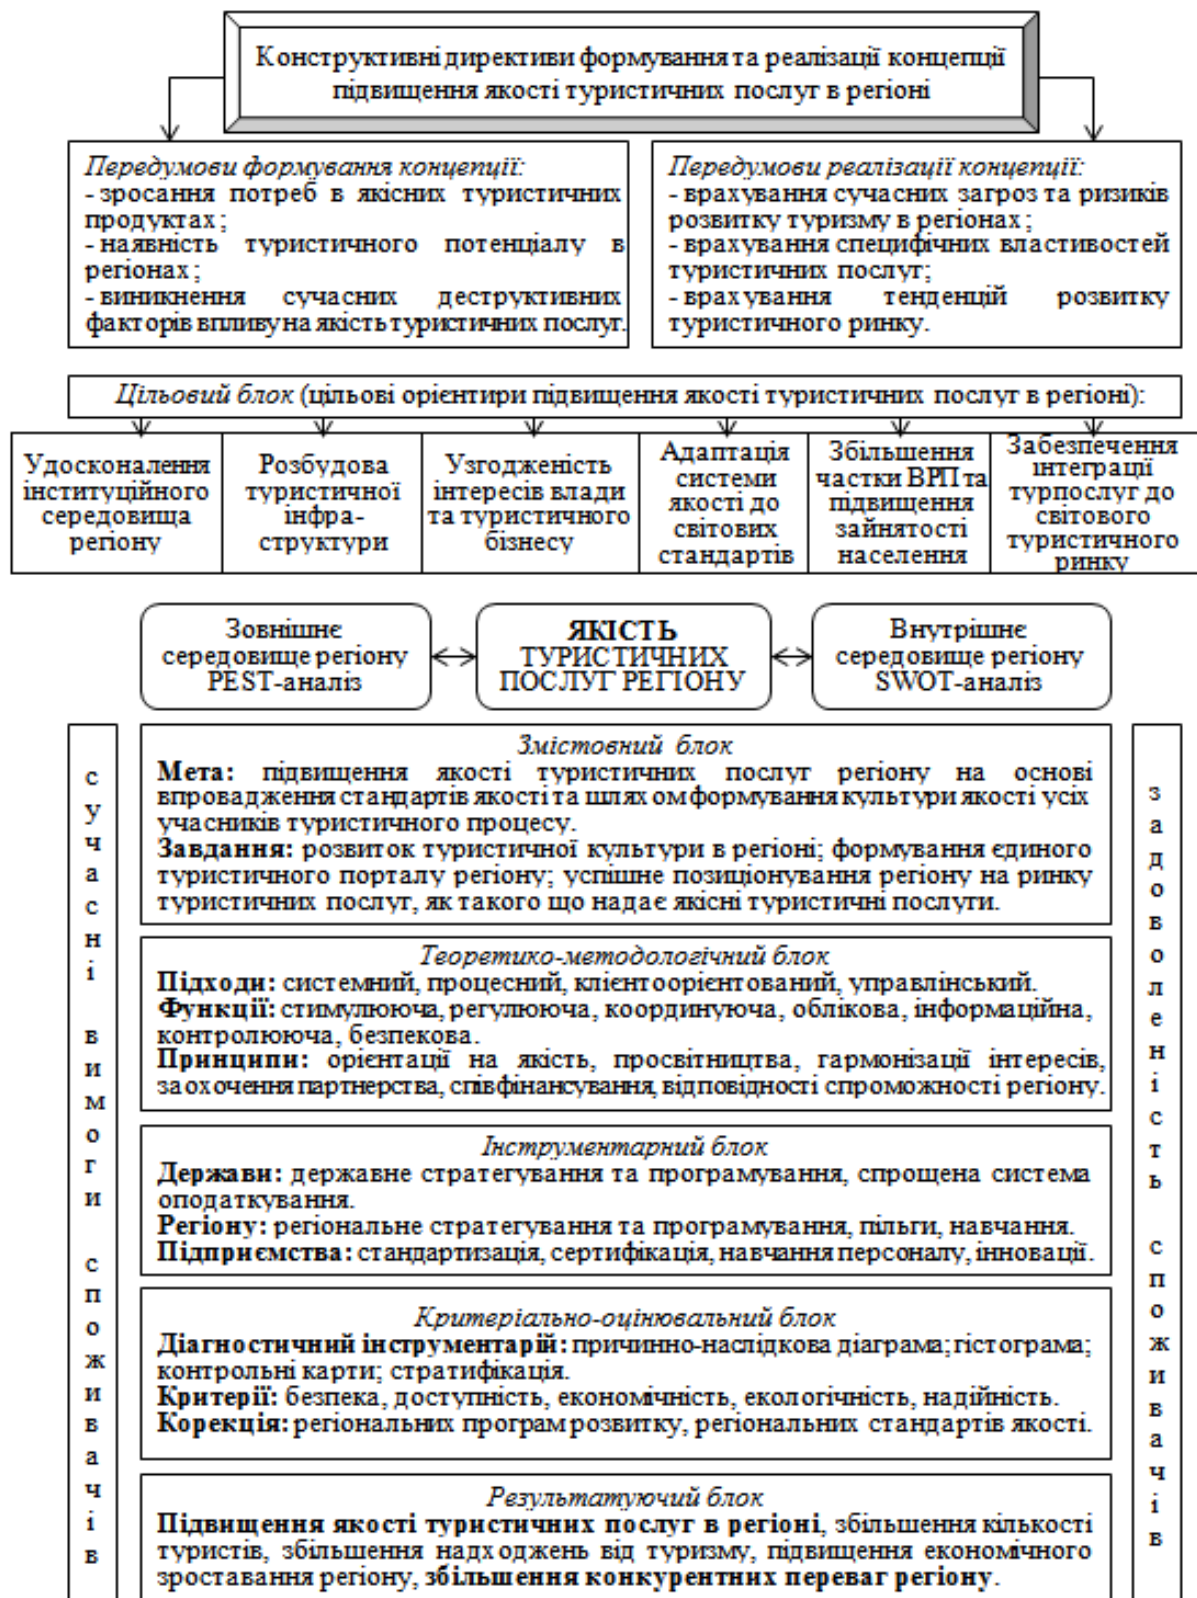 Конструктивні директиви формування та реалізації концепції
підвищення якості туристичних послуг в регіоні
Передумови формування концепції:
- зросання потреб в якісних туристичних
продуктах;
- наявність туристичного потенціалу в
регіонах;
- виникнення сучасних деструктивних
факторів впливу на якість туристичних послуг.
Передумови реалізації концепції:
- врахування сучасних загроз та ризиків
розвитку туризму в регіонах;
- врахування специфічних властивостей
туристичних послуг;
- врахування тенденцій розвитку
туристичного ринку.
Цільовий блок (цільові орієнтири підвищення якості туристичних послуг в регіоні):
Удосконалення
інституційного
середовища
регіону
Розбудова
туристичної
інфра-
структури
Узгодженість
інтересів влади
та туристичного
бізнесу
Адаптація
системи
якості до
світових
стандартів
Збільшення
частки ВРП та
підвищення
зайнятості
населення
Забезпечення
інтеграції
турпослуг до
світового
туристичного
ринку
Зовнішнє
середовище регіону
PEST-аналіз
ЯКІСТЬ
ТУРИСТИЧНИХ
ПОСЛУГ РЕГІОНУ
Внутрішнє
середовище регіону
SWOT-аналіз
сучасні вимоги споживачів
Змістовний блок
Мета: підвищення якості туристичних послуг регіону на основі
впровадження стандартів якості та шляхом формування культури якості усіх
учасників туристичного процесу.
Завдання: розвиток туристичної культури в регіоні; формування єдиного
туристичного порталу регіону; успішне позиціонування регіону на ринку
туристичних послуг, як такого що надає якісні туристичні послуги.
Теоретико-методологічний блок
Підходи: системний, процесний, клієнтоорієнтований, управлінський.
Функції: стимулююча, регулююча, координуюча, облікова, інформаційна,
контролююча, безпекова.
Принципи: орієнтації на якість, просвітництва, гармонізації інтересів,
заохочення партнерства, співфінансування, відповідності спроможності регіону.
Інструментарний блок
Держави: державне стратегування та програмування, спрощена система
оподаткування.
Регіону: регіональне стратегування та програмування, пільги, навчання.
Підприємства: стандартизація, сертифікація, навчання персоналу, інновації.
Критеріально-оцінювальний блок
Діагностичний інструментарій: причинно-наслідкова діаграма; гістограма;
контрольні карти; стратифікація.
Критерії: безпека, доступність, економічність, екологічність, надійність.
Корекція: регіональних програм розвитку, регіональних стандартів якості.
Результатуючий блок
Підвищення якості туристичних послуг в регіоні, збільшення кількості
туристів, збільшення надходжень від туризму, підвищення економічного
зроставання регіону, збільшення конкурентних переваг регіону.
задоволеність споживачів